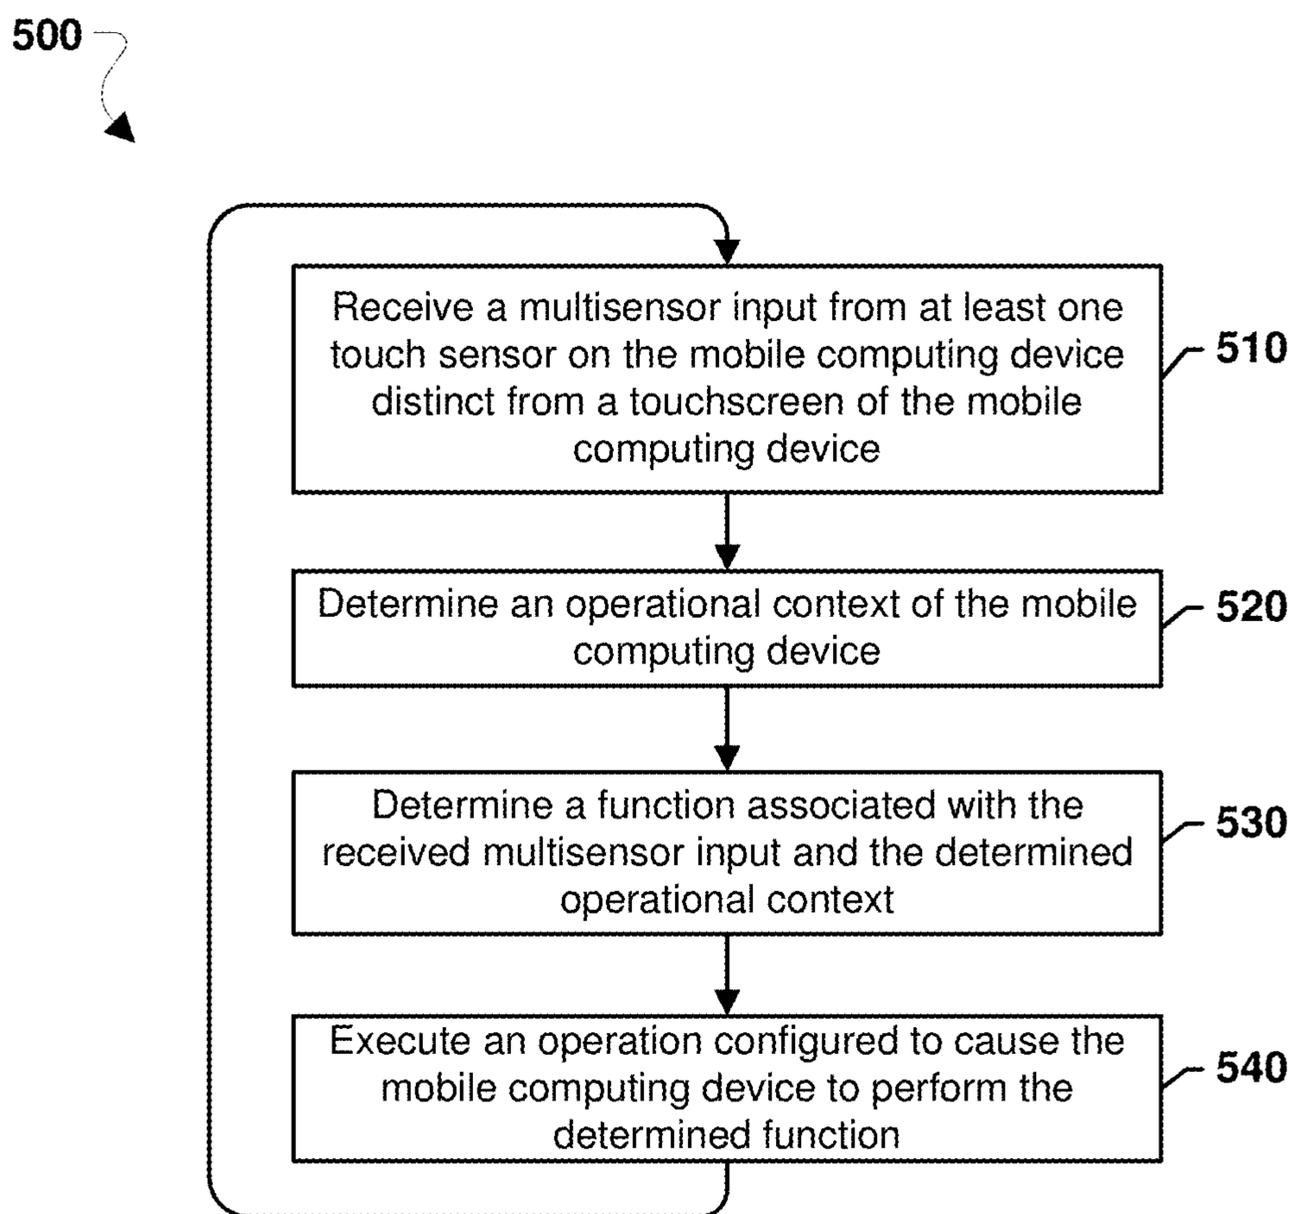 500
Receive a multisensor input from at least one
touch sensor on the mobile computing device
distinct from a touchscreen of the mobile
computing device
510
Determine an operational context of the mobile
computing device
520
Determine a function associated with the
received multisensor input and the determined
operational context
530
Execute an operation configured to cause the
mobile computing device to perform the
determined function
540